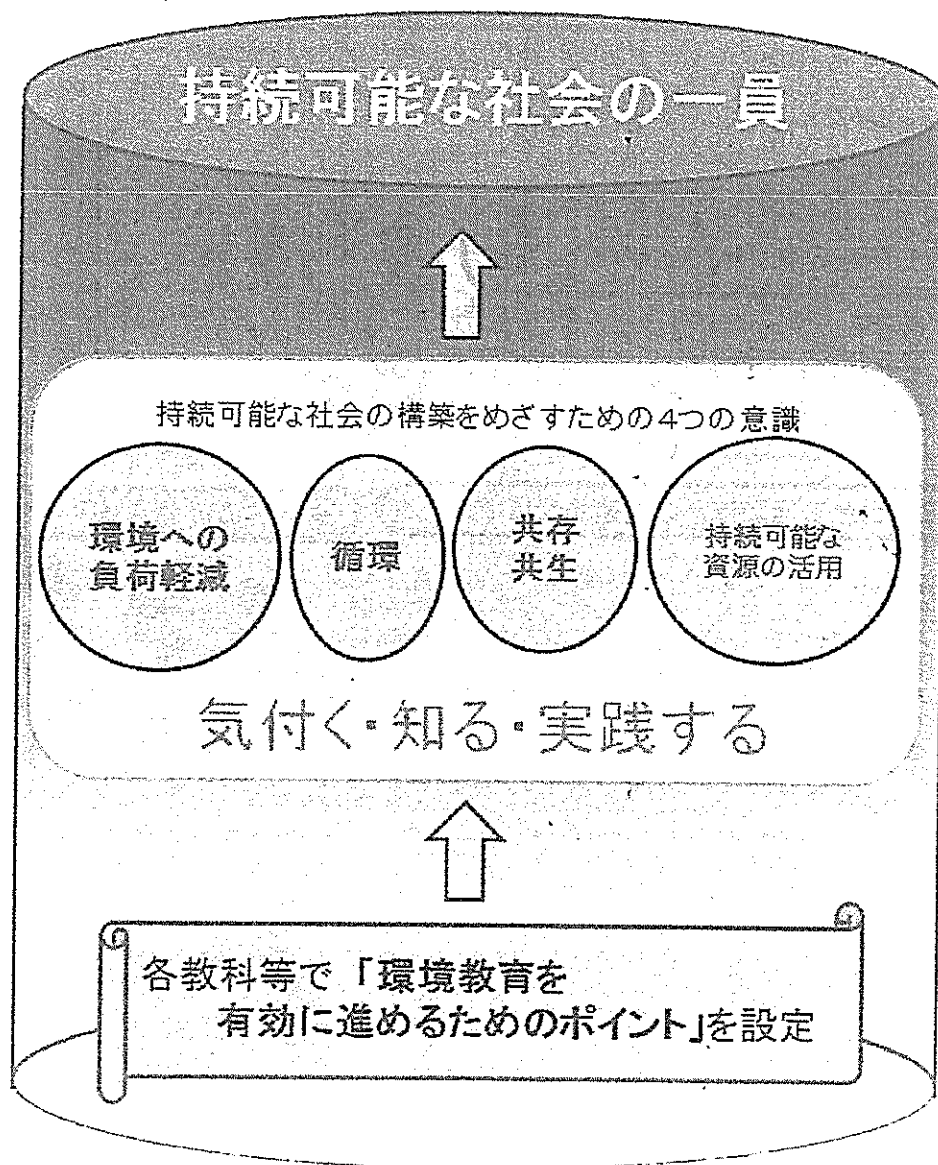 持続可能な社会の一員
持続可能な社会の構築をめざすための4つの意識
環境への
負荷軽減
循環
共存
共生
持続可能な
資源の活用
気付く・知る・実践する
各教科等で「環境教育を
有効に進めるためのポイント」を設定